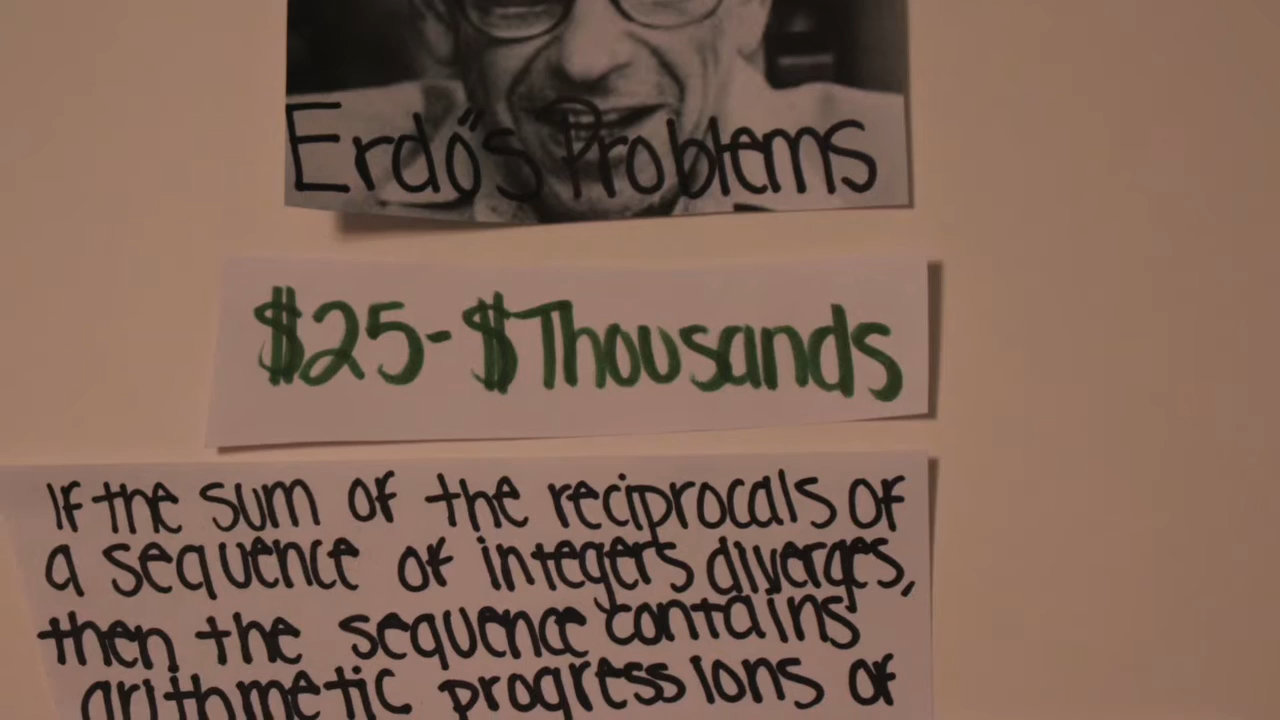 Erdő's Problems
$25-$Thousands
If the sum of the reciprocals of
a sequence of integers diverges,
then the sequence contains
arithmetic progressions of